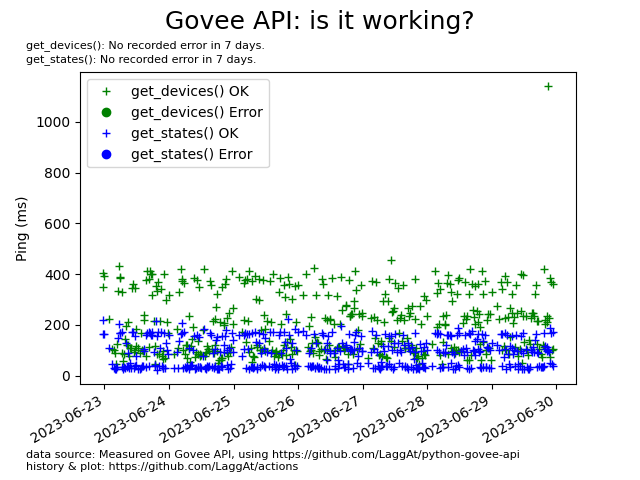 Govee API: is it working?
get_devices(): No recorded error in 7 days.
get_states(): No recorded error in 7 days.
get_devices() OK
get_devices() Error
get_states() OK
get_states() Error
Ping (ms)
1000
800
600
400
200
0
2023-06-23
2023-06-24
2023-06-25
2023-06-26
2023-06-27
2023-06-28
2023-06-29
2023-06-30
data source: Measured on Govee API, using https://github.com/LaggAt/python-govee-api
history & plot: https://github.com/LaggAt/actions